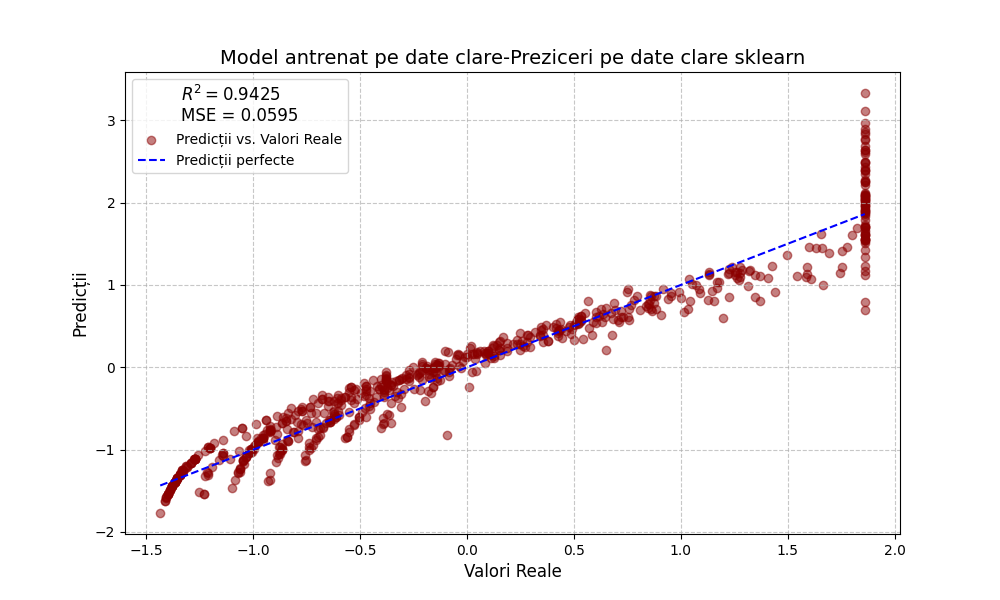 Model antrenat pe date clare-Preziceri pe date clare sklearn
R² = 0.9425
MSE = 0.0595
Predicții vs. Valori Reale
Predicții perfecte
Predicții
3
2
1
0
−1
−2
−1.5 −1.0 −0.5 0.0 0.5 1.0 1.5 2.0
Valori Reale